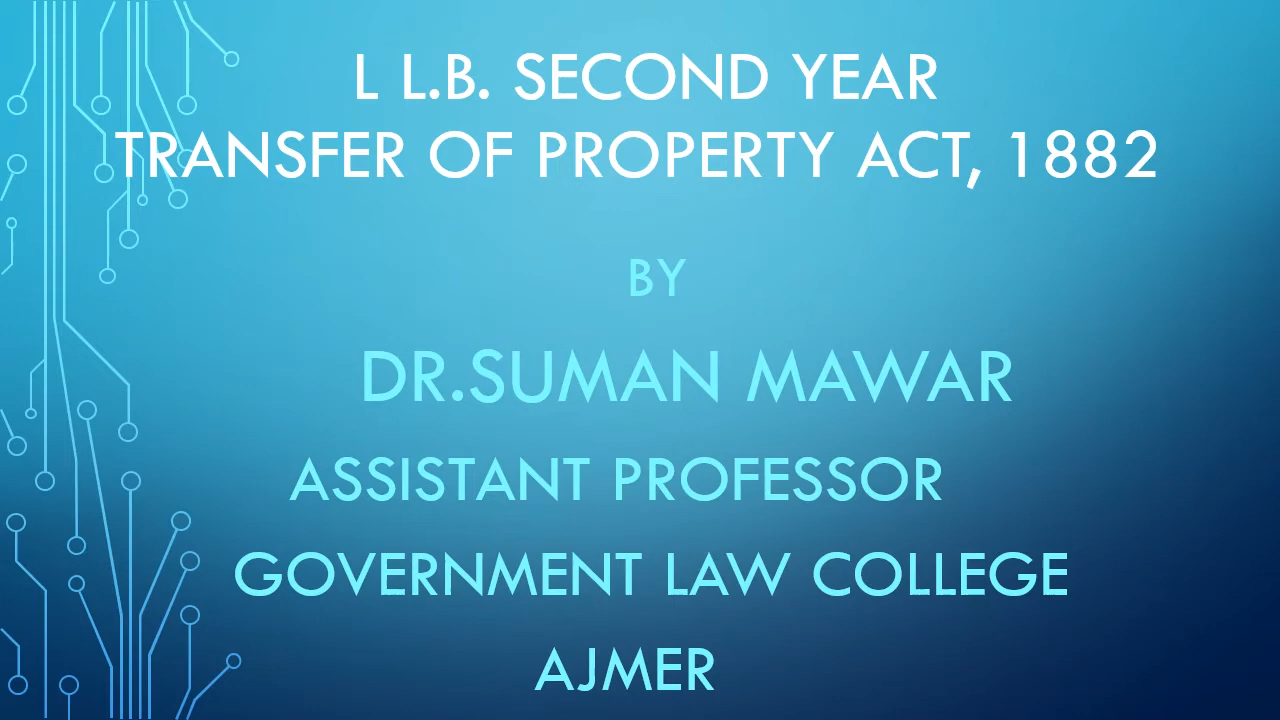 L L.B. SECOND YEAR
TRANSFER OF PROPERTY ACT, 1882
BY
DR.SUMAN MAWAR
ASSISTANT PROFESSOR
GOVERNMENT LAW COLLEGE
AJMER